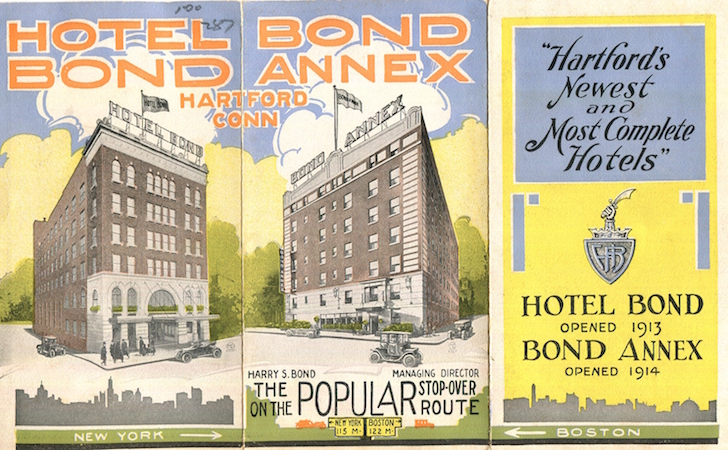 287
HOTEL BOND
BOND ANNEX
HARTFORD
CONN
HOTEL BOND
BOND ANNEX
HARRY S. BOND MANAGING DIRECTOR
THE POPULAR STOP-OVER
ON THE ROUTE
NEW YORK BOSTON
115 M. 122 M.
NEW YORK
"Hartford's
Newest
and
Most Complete
Hotels"
HB
HOTEL BOND
OPENED 1913
BOND ANNEX
OPENED 1914
BOSTON